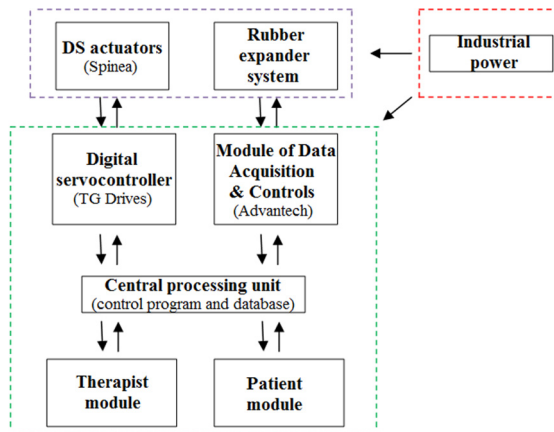 DS actuators
(Spinea)
Rubber
expander
system
Industrial
power
Digital
servocontroller
(TG Drives)
Module of Data
Acquisition
& Controls
(Advantech)
Central processing unit
(control program and database)
Therapist
module
Patient
module